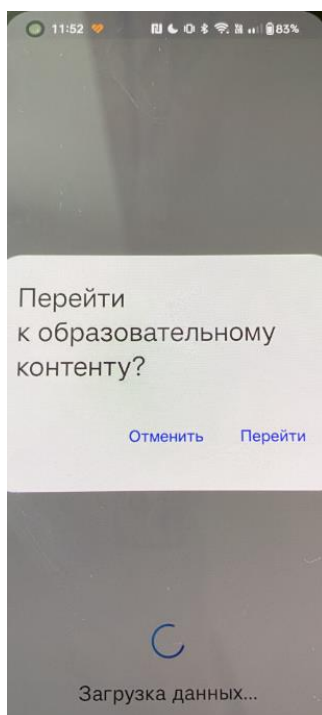 11:52 83%
Перейти
к образовательному
контенту?
Отменить Перейти
Загрузка данных...